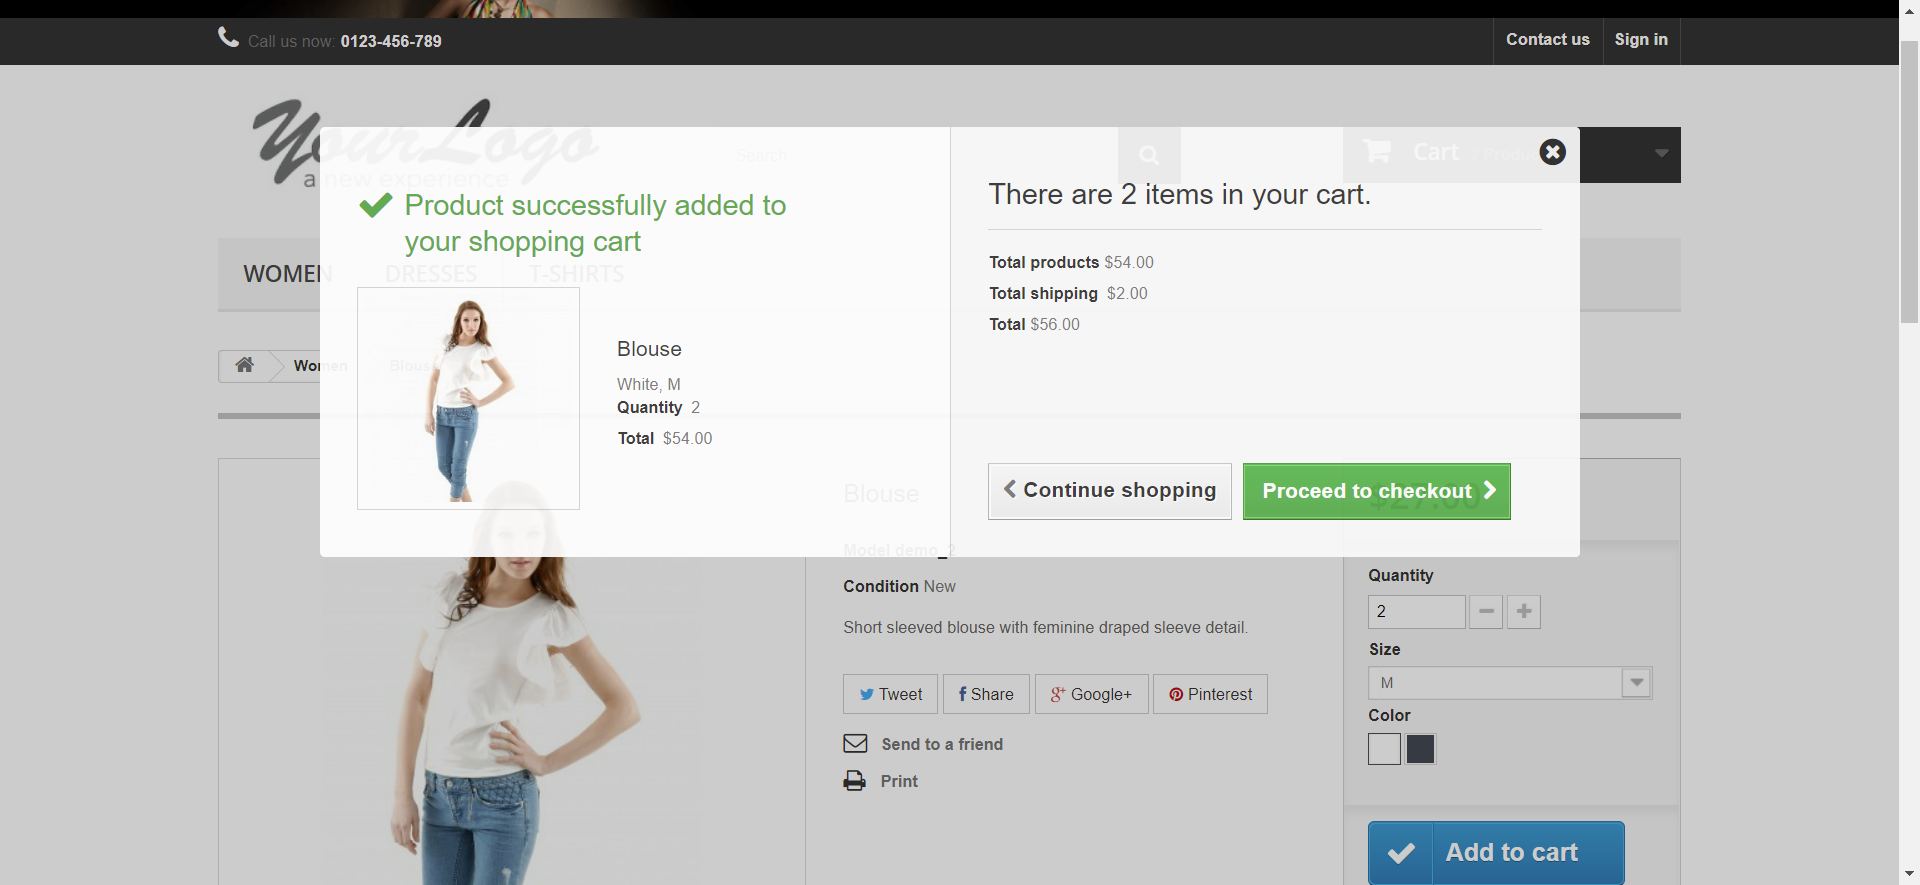 Call us now: 0123-456-789
Contact us
Sign in
YourLogo
a new experience
Search
Cart
Product successfully added to
your shopping cart
There are 2 items in your cart.
WOMEN
DRESSES
T-SHIRTS
Total products $54.00
Total shipping $2.00
Total $56.00
Women
Blouse
Blouse
White, M
Quantity 2
Total $54.00
Continue shopping
Proceed to checkout
$27.00
Blouse
Model demo_2
Condition New
Short sleeved blouse with feminine draped sleeve detail.
Tweet
Share
Google+
Pinterest
Send to a friend
Print
Quantity
2
Size
M
Color
Add to cart